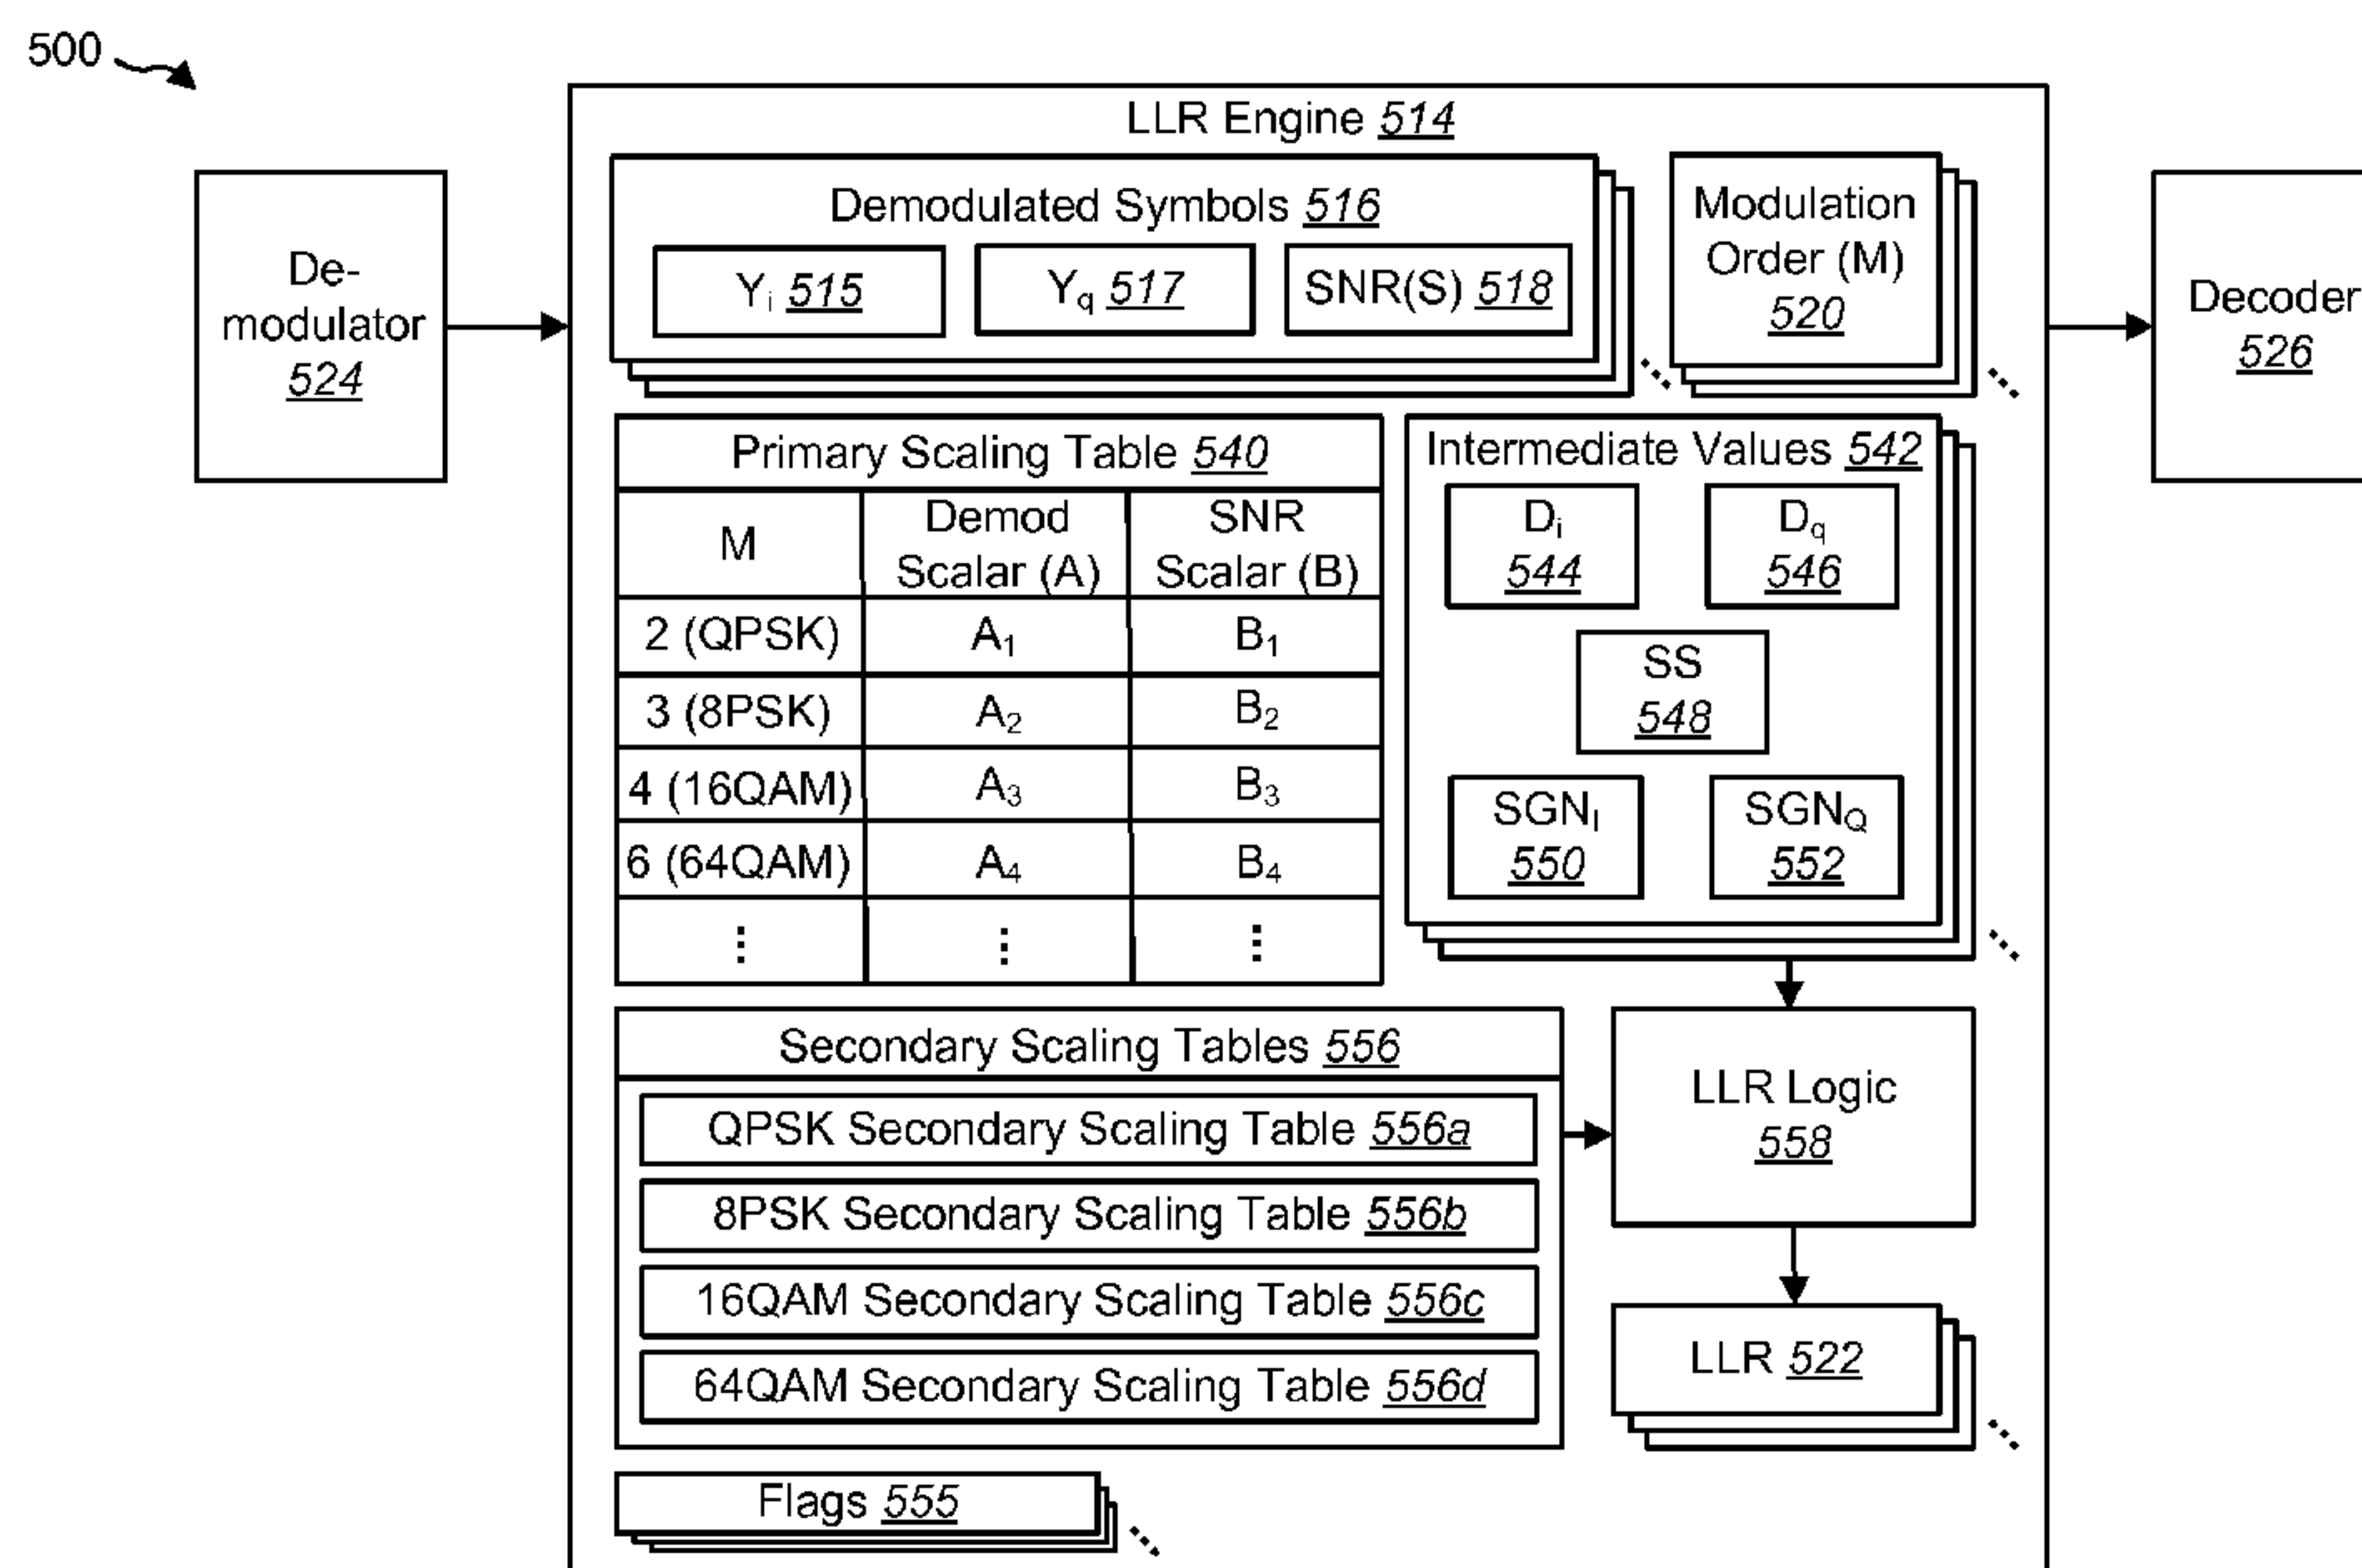 500
LLR Engine 514
De-
modulator
524
Demodulated Symbols 516
Yi 515
Yq 517
SNR(S) 518
Modulation
Order (M)
520
Decoder
526
Primary Scaling Table 540
M
Demod
Scalar (A)
SNR
Scalar (B)
2 (QPSK) A1 B1
3 (8PSK) A2 B2
4 (16QAM) A3 B3
6 (64QAM) A4 B4
Intermediate Values 542
Di
544
Dq
546
SS
548
SGNI
550
SGNQ
552
Secondary Scaling Tables 556
QPSK Secondary Scaling Table 556a
8PSK Secondary Scaling Table 556b
16QAM Secondary Scaling Table 556c
64QAM Secondary Scaling Table 556d
LLR Logic
558
LLR 522
Flags 555